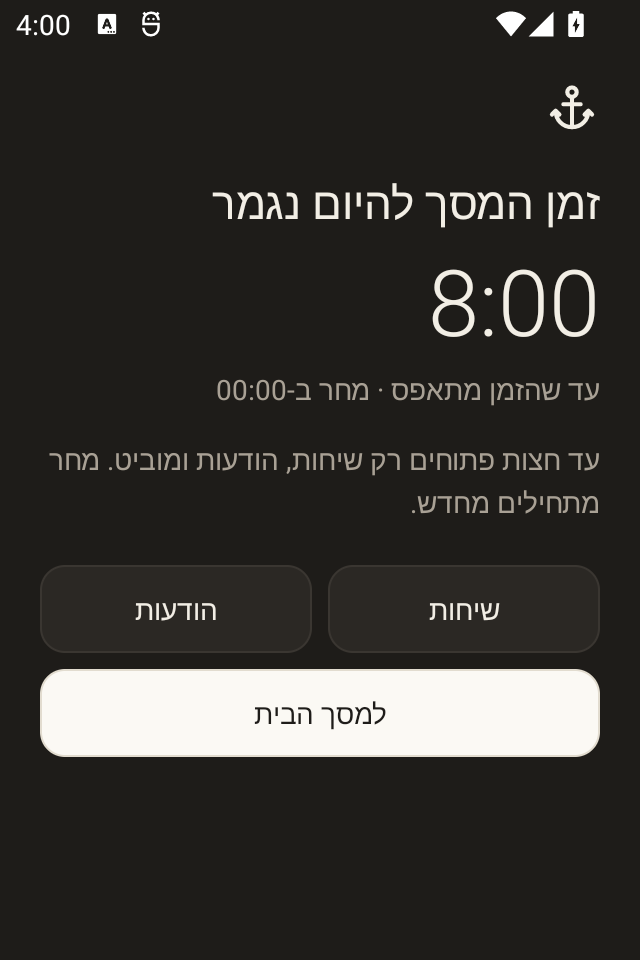 4:00
זמן המסך להיום נגמר
8:00
עד שהזמן מתאפס · מחר ב-00:00
עד חצות פתוחים רק שיחות, הודעות ומוביט. מחר
מתחילים מחדש.
שיחות
הודעות
למסך הבית